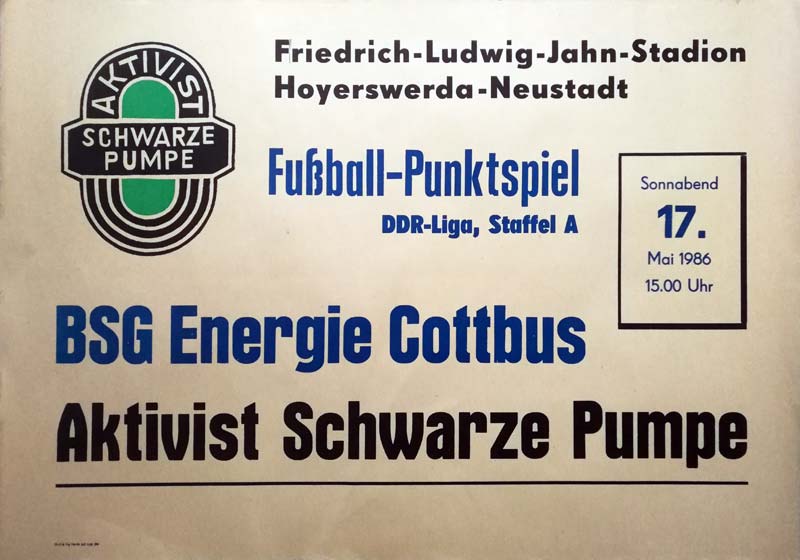 AKTIVIST
SCHWARZE
PUMPE
Friedrich-Ludwig-Jahn-Stadion
Hoyerswerda-Neustadt
Fußball-Punktspiel
DDR-Liga, Staffel A
Sonnabend
17.
Mai 1986
15.00 Uhr
BSG Energie Cottbus
Aktivist Schwarze Pumpe